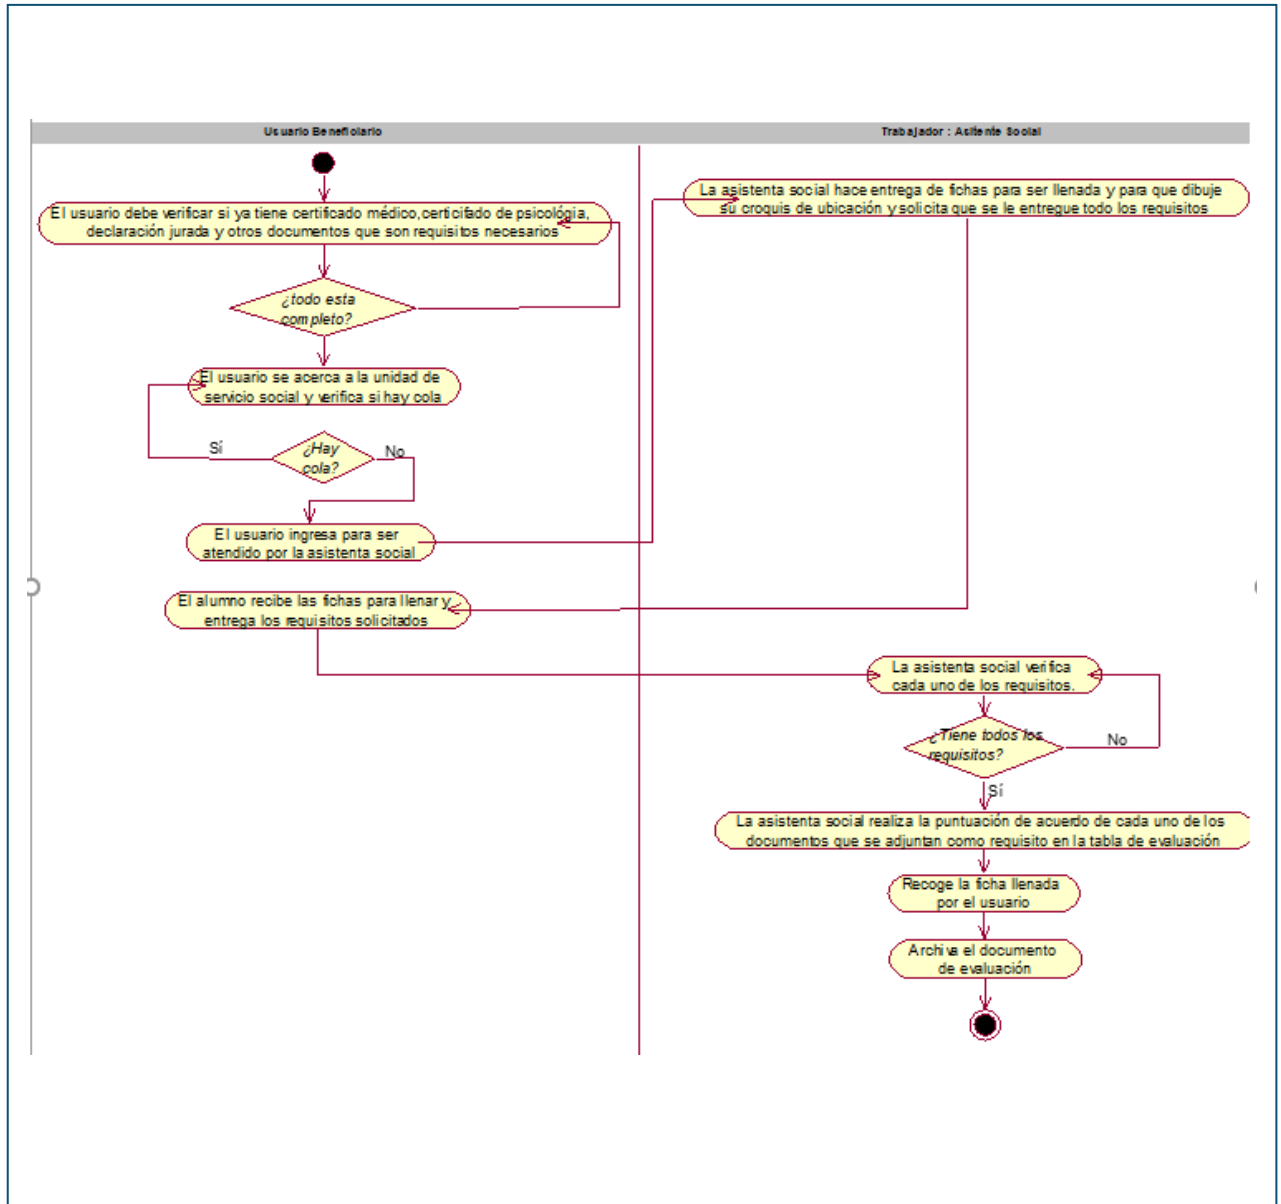 Usuario Beneficiario
Trabajador : Asitente Social
El usuario debe verificar si ya tiene certificado médico,certicifado de psicológia,
declaración jurada y otros documentos que son requisitos necesarios
La asistenta social hace entrega de fichas para ser llenada y para que dibuje
su croquis de ubicación y solicita que se le entregue todo los requisitos
¿todo esta
completo?
El usuario se acerca a la unidad de
servicio social y verifica si hay cola
Sí
¿Hay
cola?
No
El usuario ingresa para ser
atendido por la asistenta social
El alumno recibe las fichas para llenar y
entrega los requisitos solicitados
La asistenta social verifica
cada uno de los requisitos.
¿Tiene todos los
requisitos?
No
Sí
La asistenta social realiza la puntuación de acuerdo de cada uno de los
documentos que se adjuntan como requisito en la tabla de evaluación
Recoge la ficha llenada
por el usuario
Archiva el documento
de evaluación